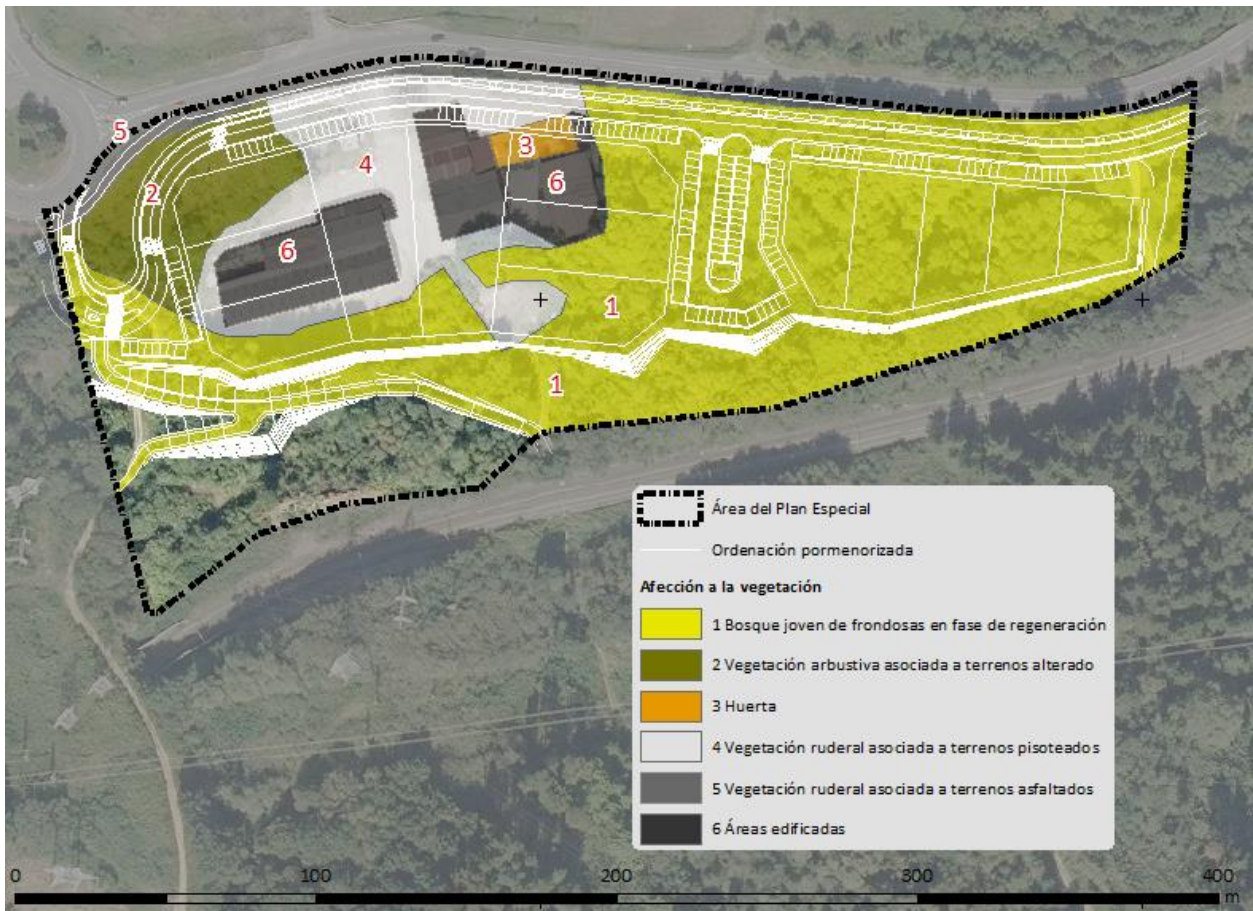 5
3
4
2
6
6
1
1
Área del Plan Especial
Ordenación pormenorizada
Afección a la vegetación
1 Bosque joven de frondosas en fase de regeneración
2 Vegetación arbustiva asociada a terrenos alterado
3 Huerta
4 Vegetación ruderal asociada a terrenos pisoteados
5 Vegetación ruderal asociada a terrenos asfaltados
6 Áreas edificadas
0 100 200 300 400
m